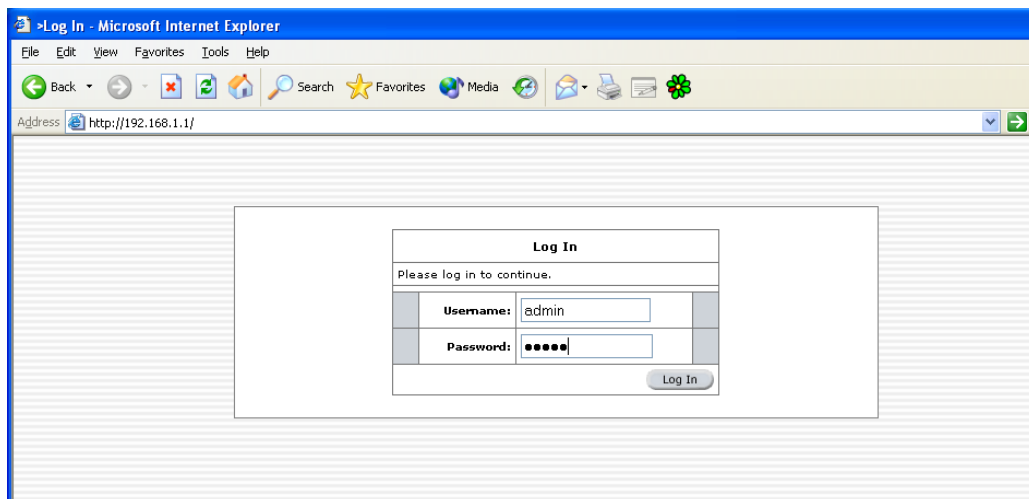 >Log In - Microsoft Internet Explorer
File Edit View Favorites Tools Help
Back Search Favorites Media
Address http://192.168.1.1/
Log In
Please log in to continue.
Username: admin
Password: •••••
Log In